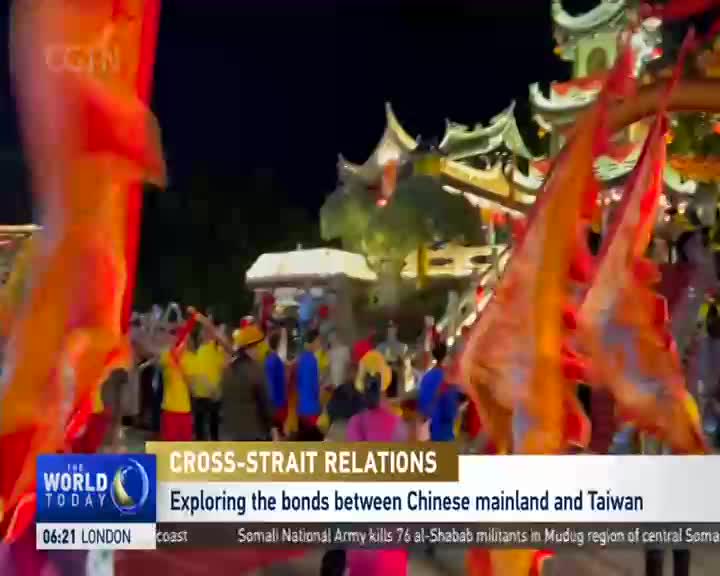 CGTN
CROSS-STRAIT RELATIONS
THE
WORLD
TODAY
Exploring the bonds between Chinese mainland and Taiwan
06:21 LONDON
coast Somali National Army kills 76 al-Shabab militants in Mudug region of central Soma